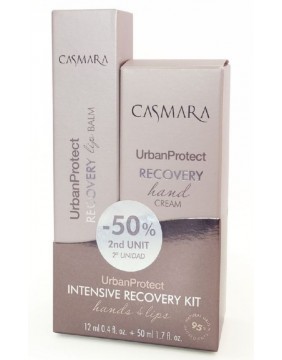 CASMARA
UrbanProtect
RECOVERY lip BALM
CASMARA
UrbanProtect
RECOVERY
hand
CREAM
-50%
2nd UNIT
2ª UNIDAD
UrbanProtect
INTENSIVE RECOVERY KIT
hands & lips
12 ml 0.4 fl. oz. + 50 ml 1.7 fl. oz.
95%